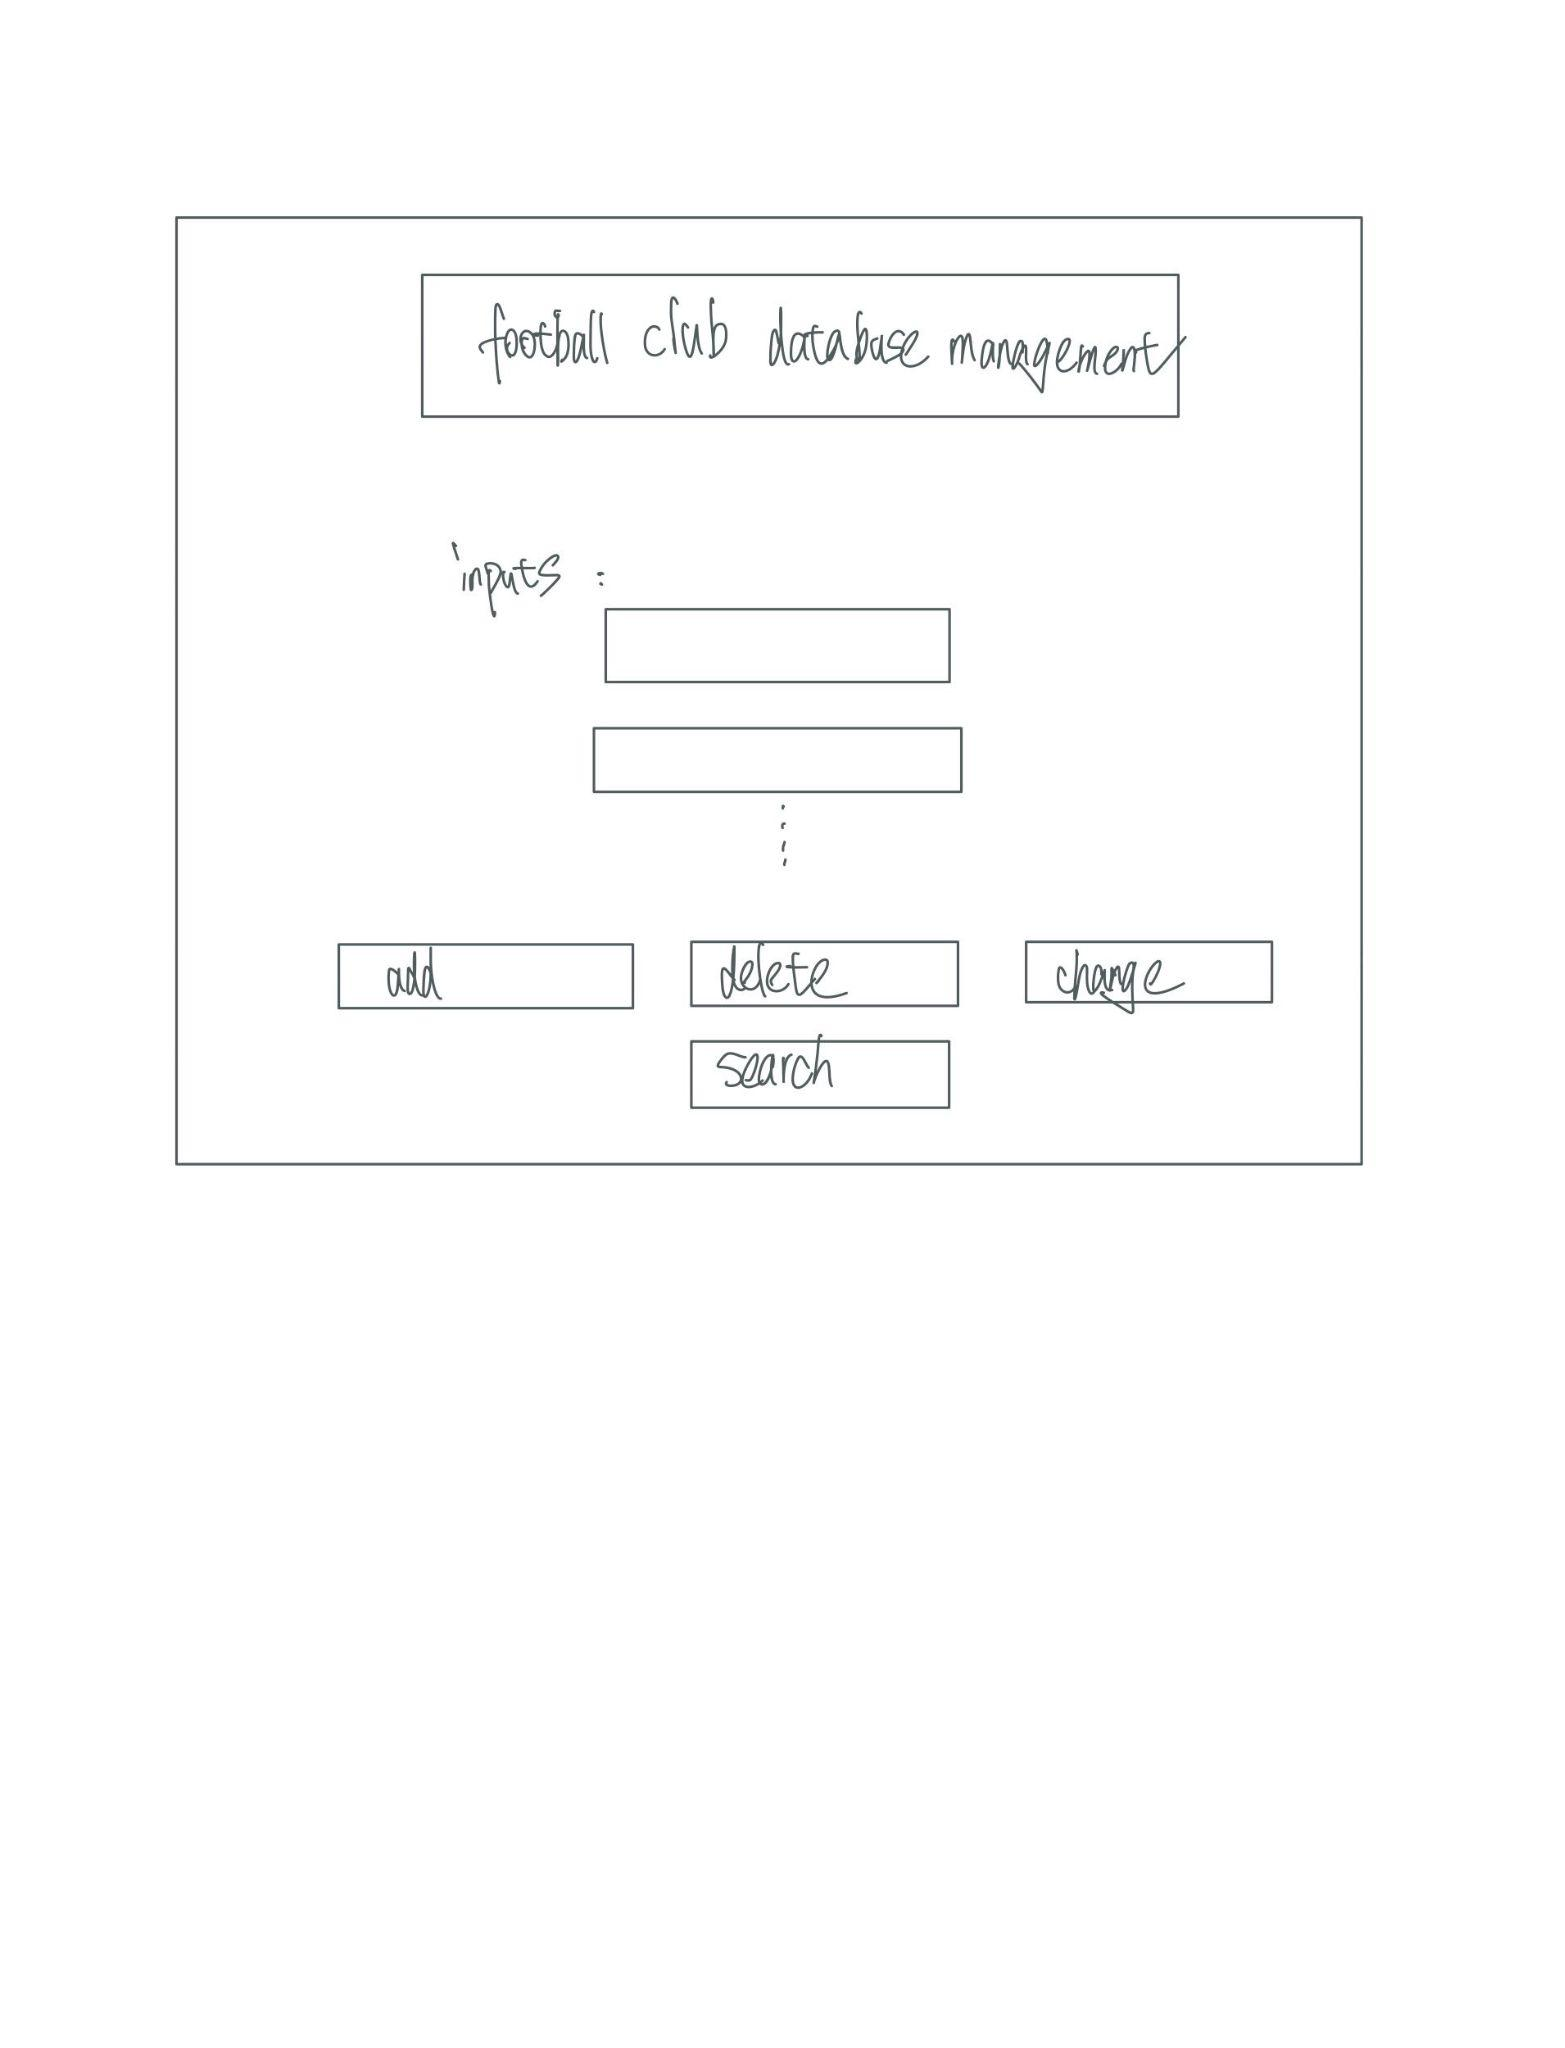 football club database management
inputs :
add
delete
change
search